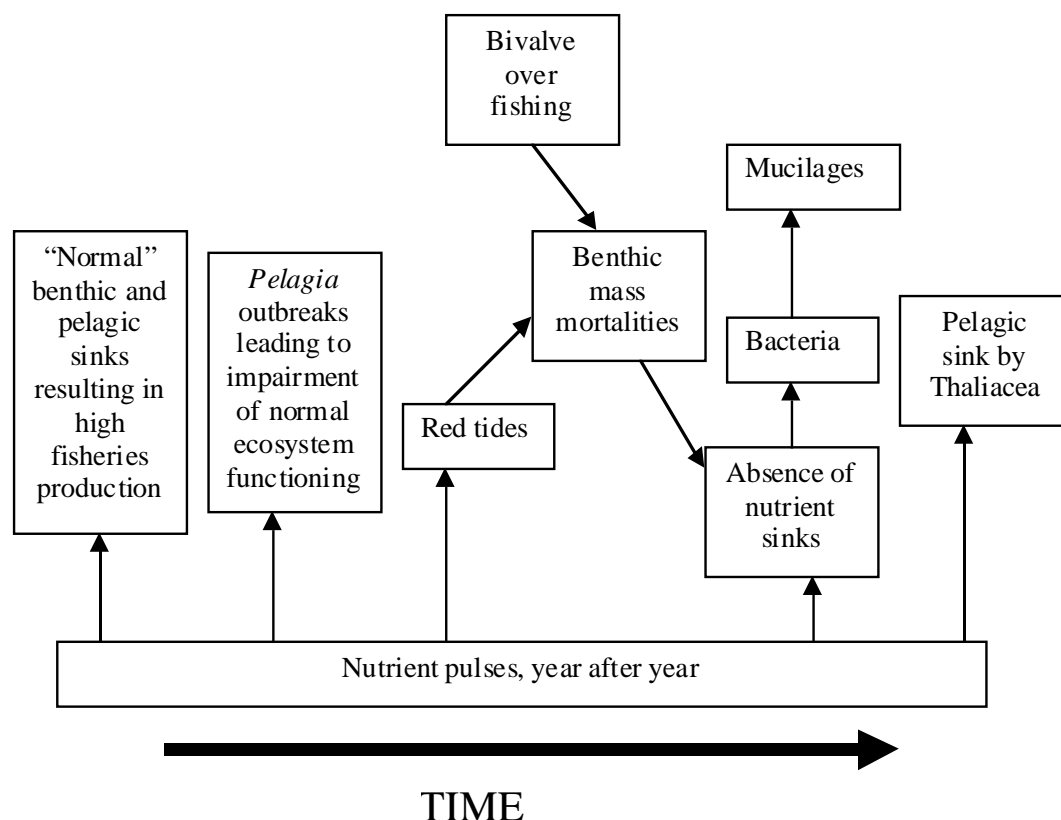 Bivalve
over
fishing
Mucilages
“Normal”
benthic and
pelagic
sinks
resulting in
high
fisheries
production
Pelagia
outbreaks
leading to
impairment
of normal
ecosystem
functioning
Red tides
Benthic
mass
mortalities
Bacteria
Absence of
nutrient
sinks
Pelagic
sink by
Thaliacea
Nutrient pulses, year after year
TIME